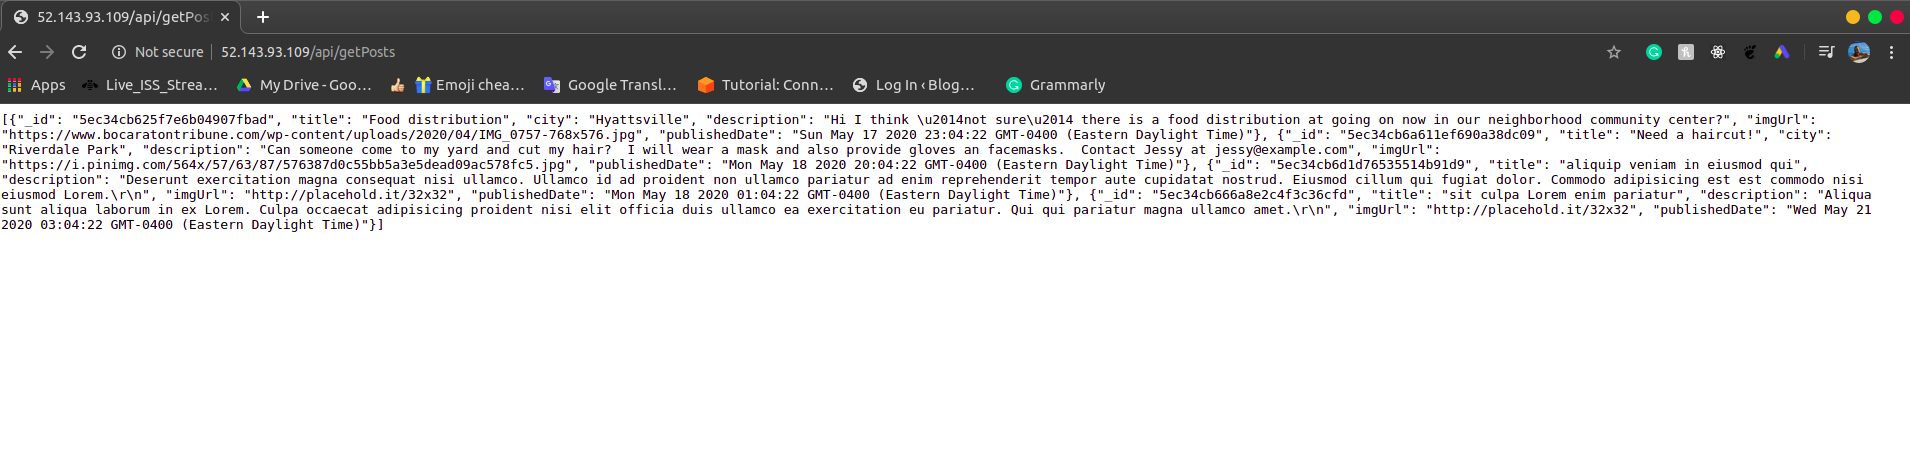 52.143.93.109/api/getPos
Not secure 52.143.93.109/api/getPosts
Apps Live_ISS_Strea... My Drive - Goo... Emoji chea... Google Transl... Tutorial: Conn... Log In ‹ Blog... Grammarly
[{"_id": "5ec34cb625f7e6b04907fbad", "title": "Food distribution", "city": "Hyattsville", "description": "Hi I think \u2014not sure\u2014 there is a food distribution at going on now in our neighborhood community center?", "imgUrl":
"https://www.bocaratontribune.com/wp-content/uploads/2020/04/IMG_0757-768x576.jpg", "publishedDate": "Sun May 17 2020 23:04:22 GMT-0400 (Eastern Daylight Time)"}, {"_id": "5ec34cb6a611ef690a38dc09", "title": "Need a haircut!", "city":
"Riverdale Park", "description": "Can someone come to my yard and cut my hair?  I will wear a mask and also provide gloves an facemasks.  Contact Jessy at jessy@example.com", "imgUrl":
"https://i.pinimg.com/564x/57/63/87/576387d0c55bb5a3e5dead09ac578fc5.jpg", "publishedDate": "Mon May 18 2020 20:04:22 GMT-0400 (Eastern Daylight Time)"}, {"_id": "5ec34cb6d1d76535514b91d9", "title": "aliquip veniam in eiusmod qui",
"description": "Deserunt exercitation magna consequat nisi ullamco. Ullamco id ad proident non ullamco pariatur ad enim reprehenderit tempor aute cupidatat nostrud. Eiusmod cillum qui fugiat dolor. Commodo adipisicing est est commodo nisi
eiusmod Lorem.\r\n", "imgUrl": "http://placehold.it/32x32", "publishedDate": "Mon May 18 2020 01:04:22 GMT-0400 (Eastern Daylight Time)"}, {"_id": "5ec34cb666a8e2c4f3c36cfd", "title": "sit culpa Lorem enim pariatur", "description": "Aliqua
sunt aliqua laborum in ex Lorem. Culpa occaecat adipisicing proident nisi elit officia duis ullamco ea exercitation eu pariatur. Qui qui pariatur magna ullamco amet.\r\n", "imgUrl": "http://placehold.it/32x32", "publishedDate": "Wed May 21
2020 03:04:22 GMT-0400 (Eastern Daylight Time)"}]